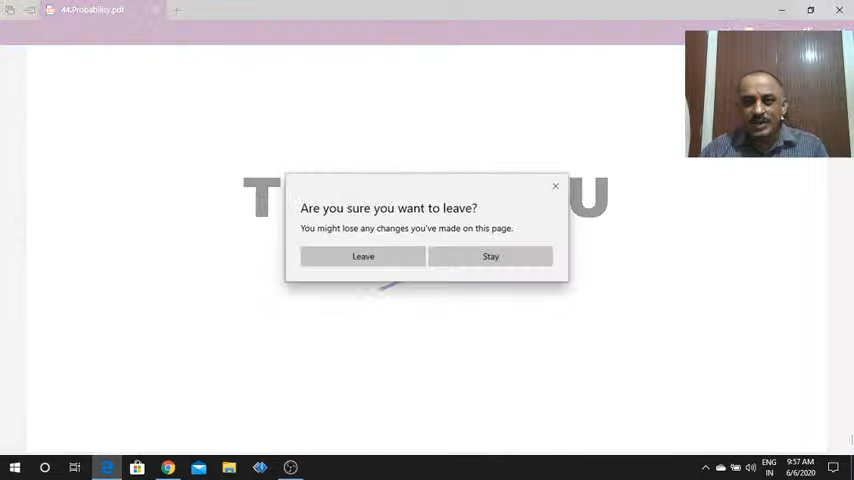 44.Probability.pdf
T U
Are you sure you want to leave?
You might lose any changes you've made on this page.
Leave Stay
ENG 9:57 AM
IN 6/6/2020